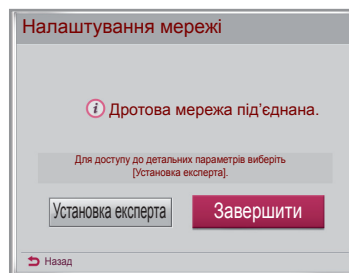 Налаштування мережі
Дротова мережа під'єднана.
Для доступу до детальних параметрів виберіть
[Установка експерта].
Установка експерта
Завершити
Назад